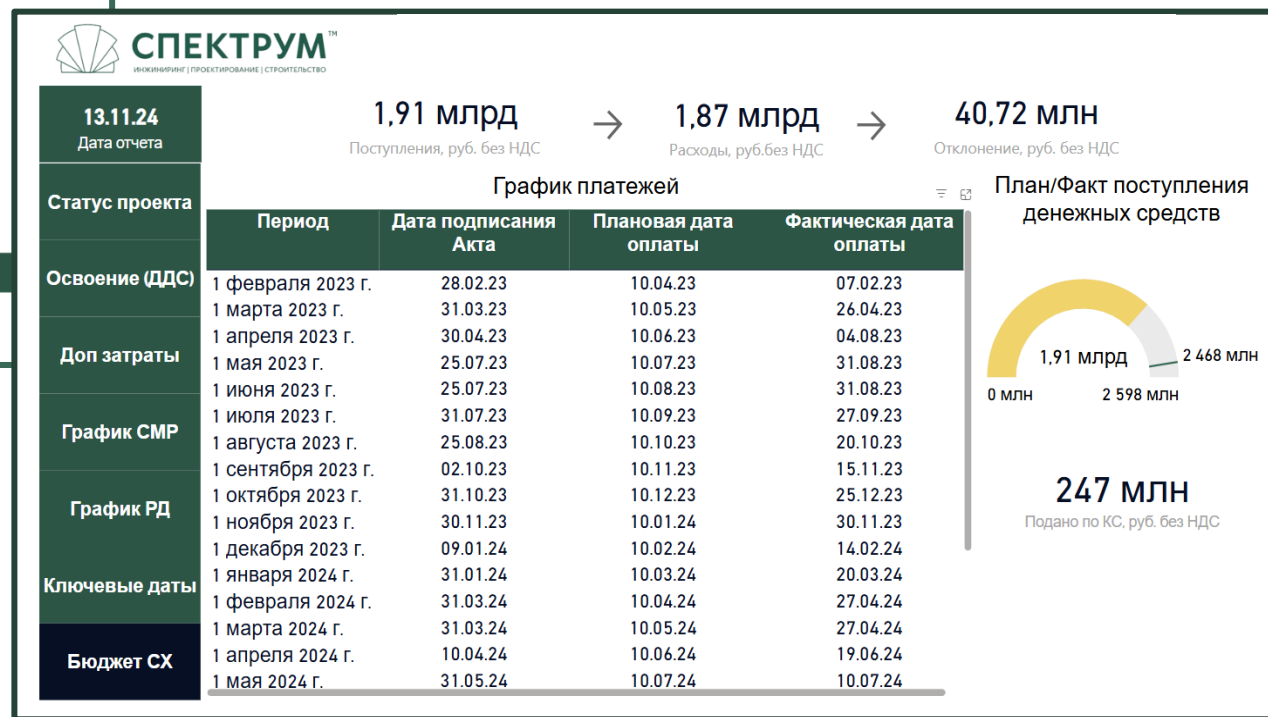 СПЕКТРУМ™
ИНЖИНИРИНГ | ПРОЕКТИРОВАНИЕ | СТРОИТЕЛЬСТВО
13.11.24
Дата отчета
1,91 млрд
Поступления, руб. без НДС
1,87 млрд
Расходы, руб.без НДС
40,72 млн
Отклонение, руб. без НДС
Статус проекта
Освоение (ДДС)
Доп затраты
График СМР
График РД
Ключевые даты
Бюджет СХ
График платежей
Период Дата подписания Акта Плановая дата оплаты Фактическая дата оплаты
1 февраля 2023 г. 28.02.23 10.04.23 07.02.23
1 марта 2023 г. 31.03.23 10.05.23 26.04.23
1 апреля 2023 г. 30.04.23 10.06.23 04.08.23
1 мая 2023 г. 25.07.23 10.07.23 31.08.23
1 июня 2023 г. 25.07.23 10.08.23 31.08.23
1 июля 2023 г. 31.07.23 10.09.23 27.09.23
1 августа 2023 г. 25.08.23 10.10.23 20.10.23
1 сентября 2023 г. 02.10.23 10.11.23 15.11.23
1 октября 2023 г. 31.10.23 10.12.23 25.12.23
1 ноября 2023 г. 30.11.23 10.01.24 30.11.23
1 декабря 2023 г. 09.01.24 10.02.24 14.02.24
1 января 2024 г. 31.01.24 10.03.24 20.03.24
1 февраля 2024 г. 31.03.24 10.04.24 27.04.24
1 марта 2024 г. 31.03.24 10.05.24 27.04.24
1 апреля 2024 г. 10.04.24 10.06.24 19.06.24
1 мая 2024 г. 31.05.24 10.07.24 10.07.24
План/Факт поступления
денежных средств
1,91 млрд
2 468 млн
0 млн
2 598 млн
247 млн
Подано по КС, руб. без НДС